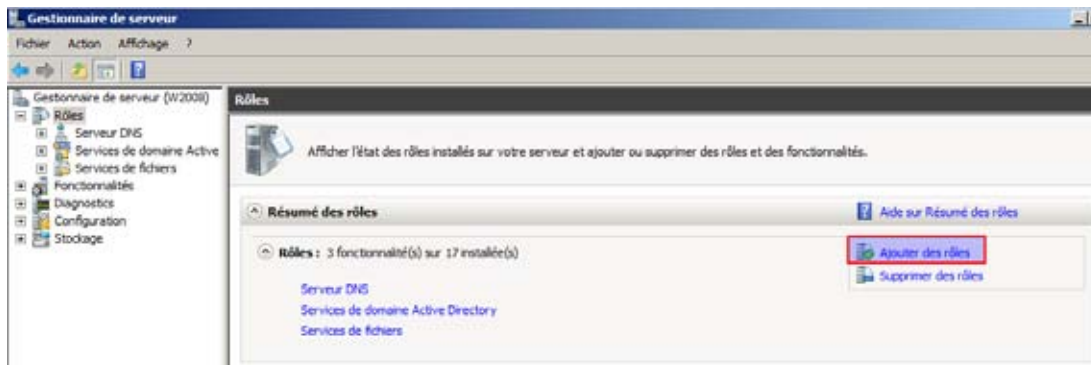 Gestionnaire de serveur
Fichier Action Affichage ?
Gestionnaire de serveur (W2008)
Rôles
Serveur DNS
Services de domaine Active
Services de fichiers
Fonctionnalités
Diagnostics
Configuration
Stockage
Rôles
Afficher l'état des rôles installés sur votre serveur et ajouter ou supprimer des rôles et des fonctionnalités.
Résumé des rôles
Aide sur Résumé des rôles
Rôles : 3 fonctionnalité(s) sur 17 installée(s)
Ajouter des rôles
Supprimer des rôles
Serveur DNS
Services de domaine Active Directory
Services de fichiers